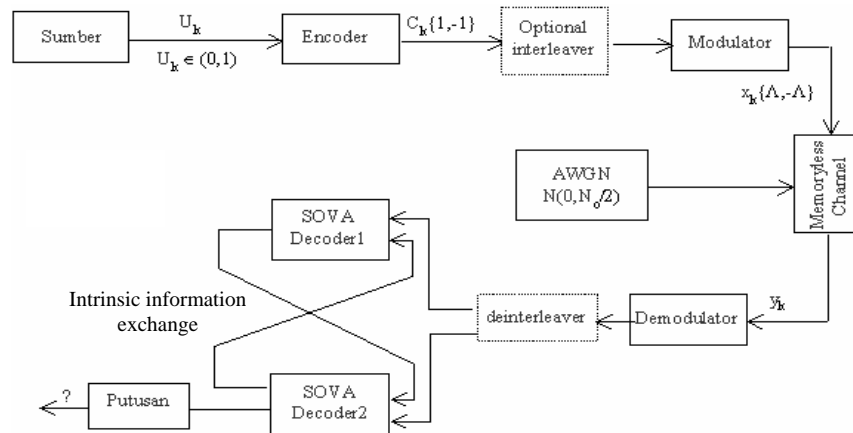 Sumber
U_k
U_k ∈ (0,1)
Encoder
C_k{1,-1}
Optional
interleaver
Modulator
x_k{Λ,-Λ}
Memoryless
Channel
AWGN
N(0,N_o/2)
SOVA
Decoder1
Intrinsic information
exchange
deinterleaver
Demodulator
y_k
?
Putusan
SOVA
Decoder2